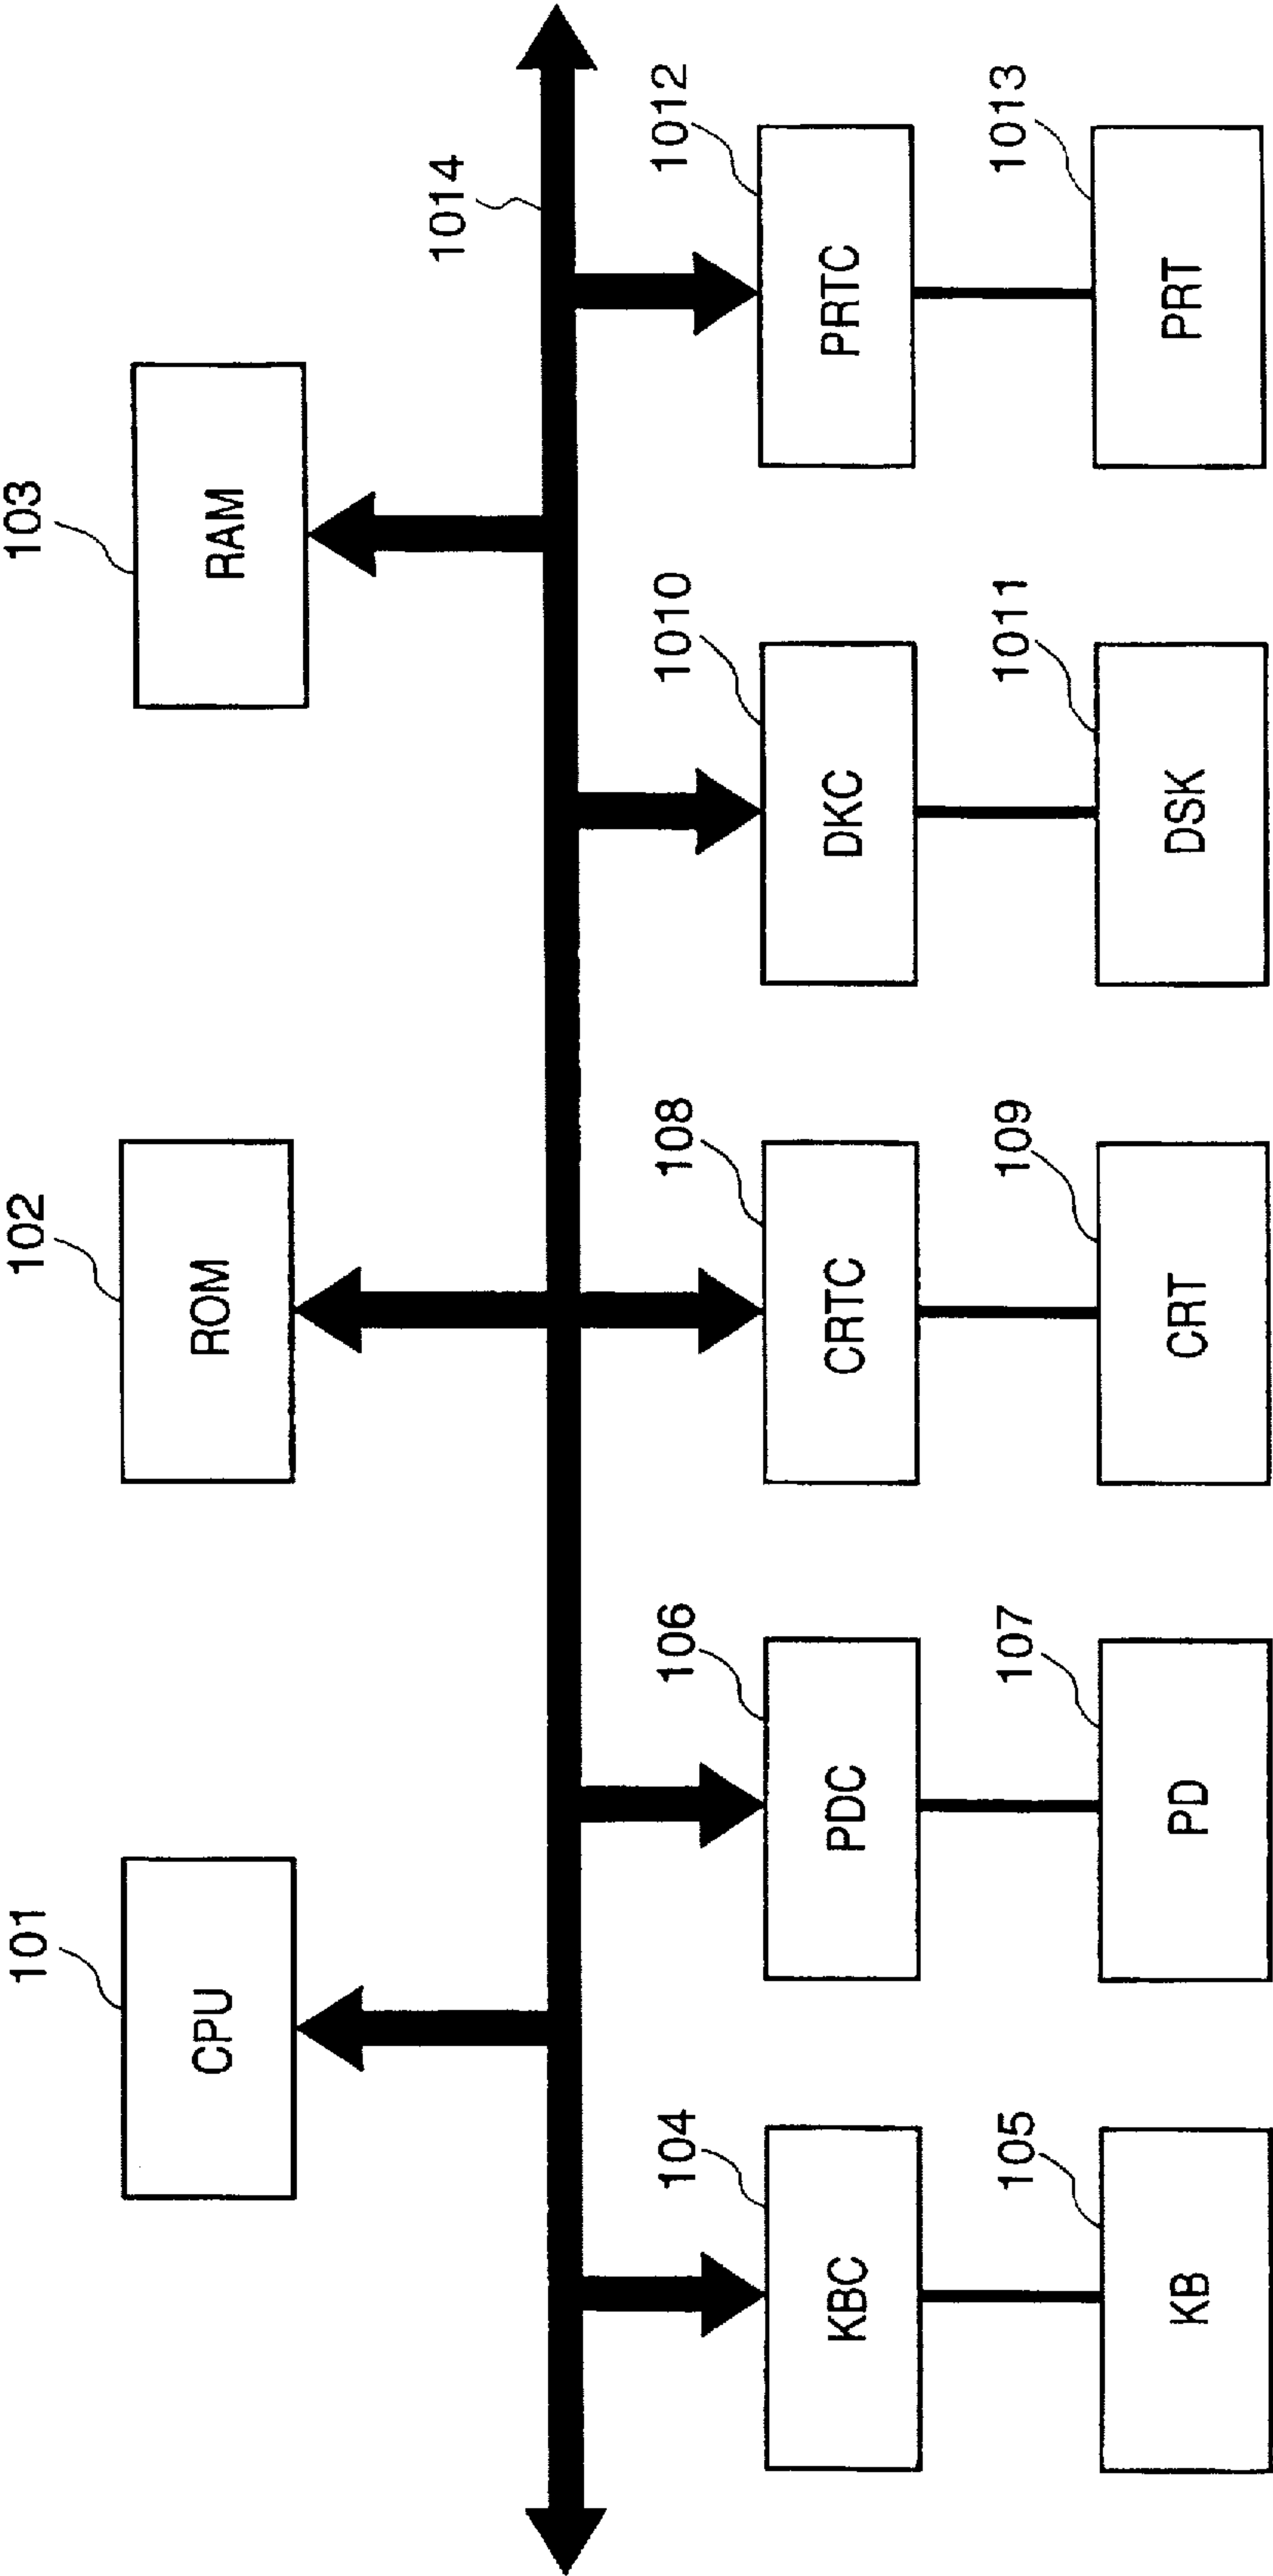 101
102
103
CPU
ROM
RAM
1014
104
106
108
1010
1012
KBC
PDC
CRTC
DKC
PRTC
105
107
109
1011
1013
KB
PD
CRT
DSK
PRT